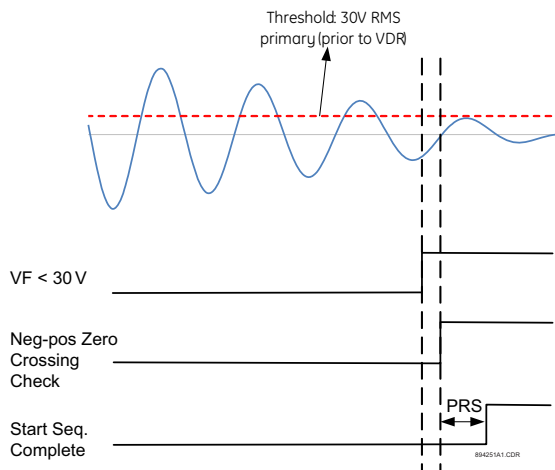 Threshold: 30V RMS
primary (prior to VDR)
VF < 30 V
Neg-pos Zero
Crossing
Check
PRS
Start Seq.
Complete
894251A1.CDR